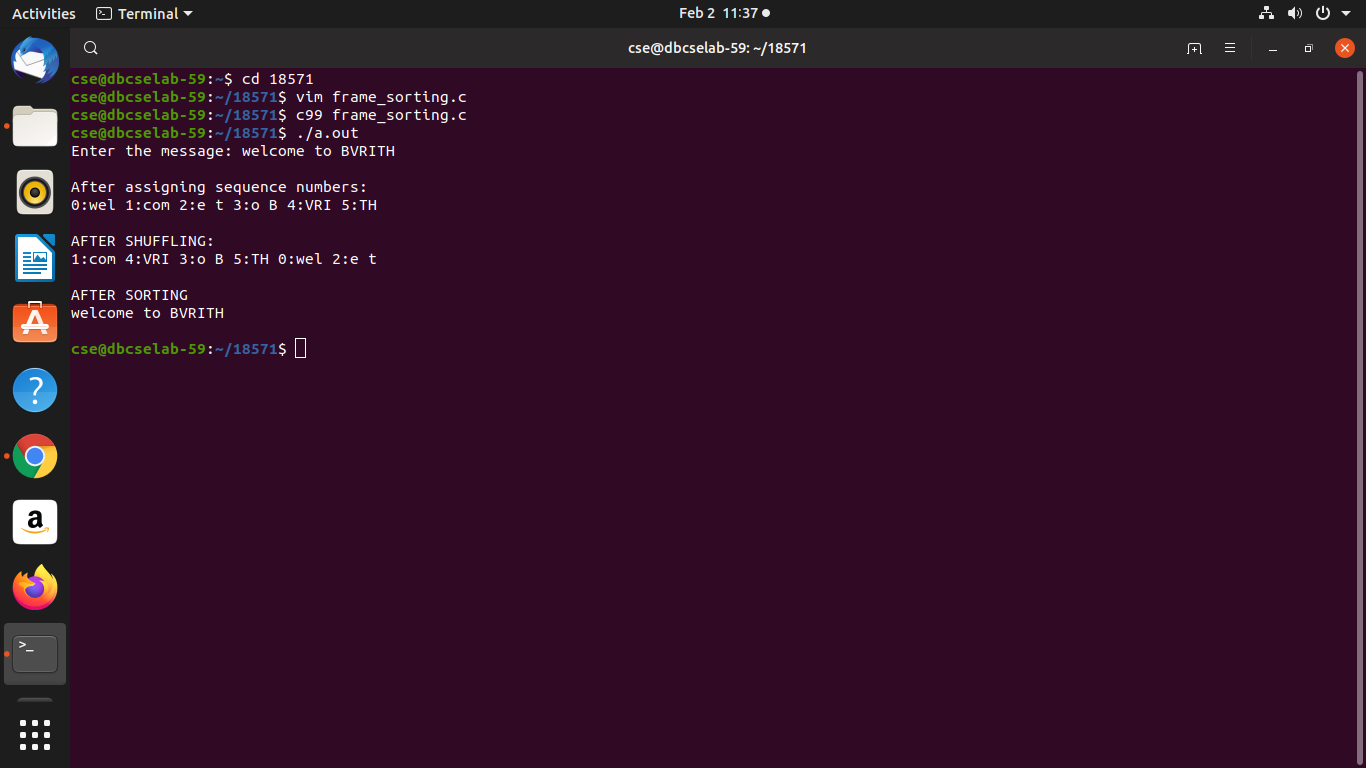 Activities Terminal Feb 2 11:37
cse@dbcselab-59: ~/18571
cse@dbcselab-59:~$ cd 18571
cse@dbcselab-59:~/18571$ vim frame_sorting.c
cse@dbcselab-59:~/18571$ c99 frame_sorting.c
cse@dbcselab-59:~/18571$ ./a.out
Enter the message: welcome to BVRITH
After assigning sequence numbers:
0:wel 1:com 2:e t 3:o B 4:VRI 5:TH
AFTER SHUFFLING:
1:com 4:VRI 3:o B 5:TH 0:wel 2:e t
AFTER SORTING
welcome to BVRITH
cse@dbcselab-59:~/18571$